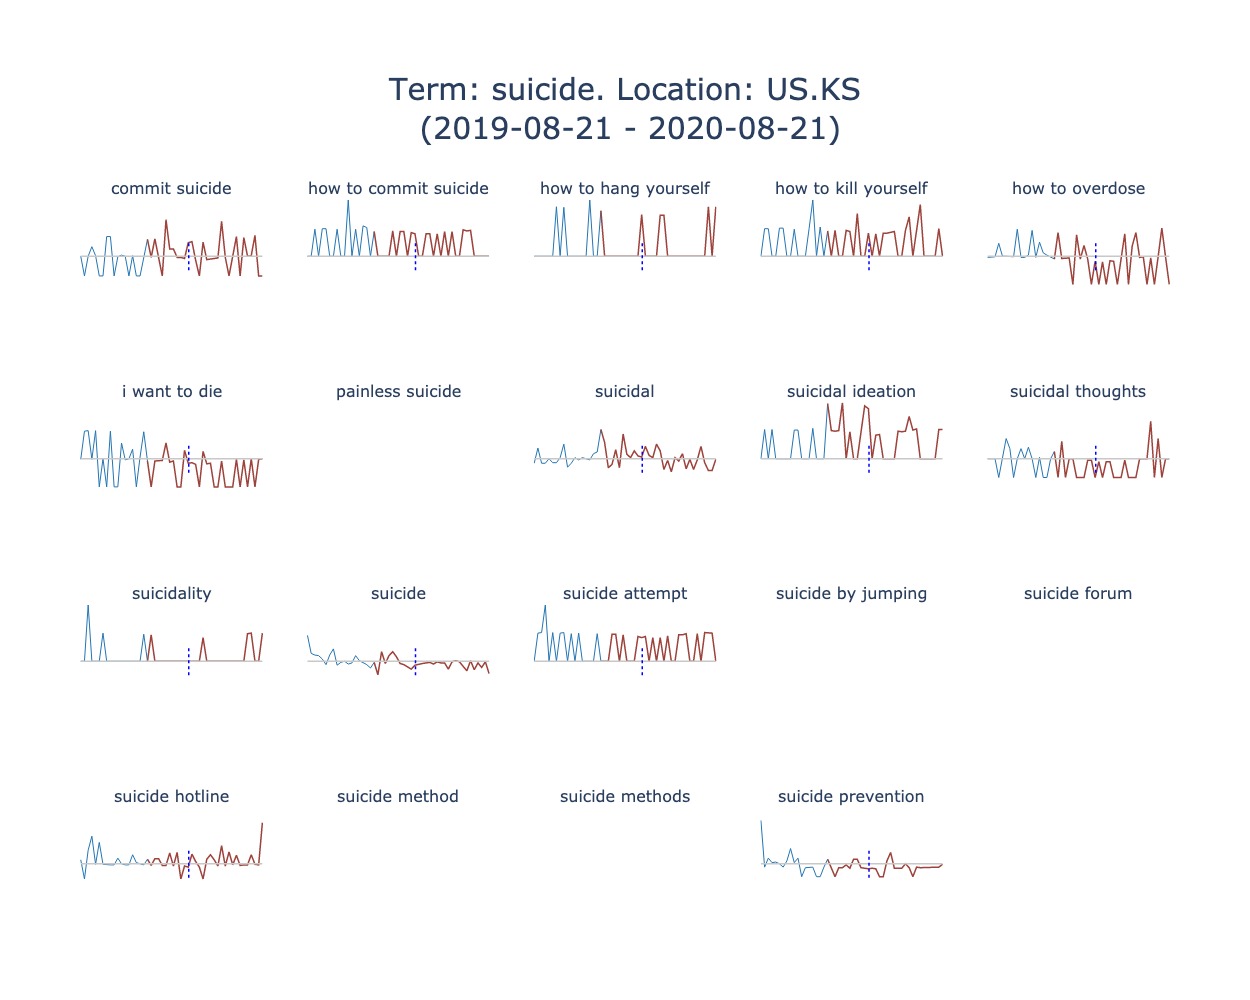 Term: suicide. Location: US.KS
(2019-08-21 - 2020-08-21)
commit suicide
how to commit suicide
how to hang yourself
how to kill yourself
how to overdose
i want to die
painless suicide
suicidal
suicidal ideation
suicidal thoughts
suicidality
suicide
suicide attempt
suicide by jumping
suicide forum
suicide hotline
suicide method
suicide methods
suicide prevention